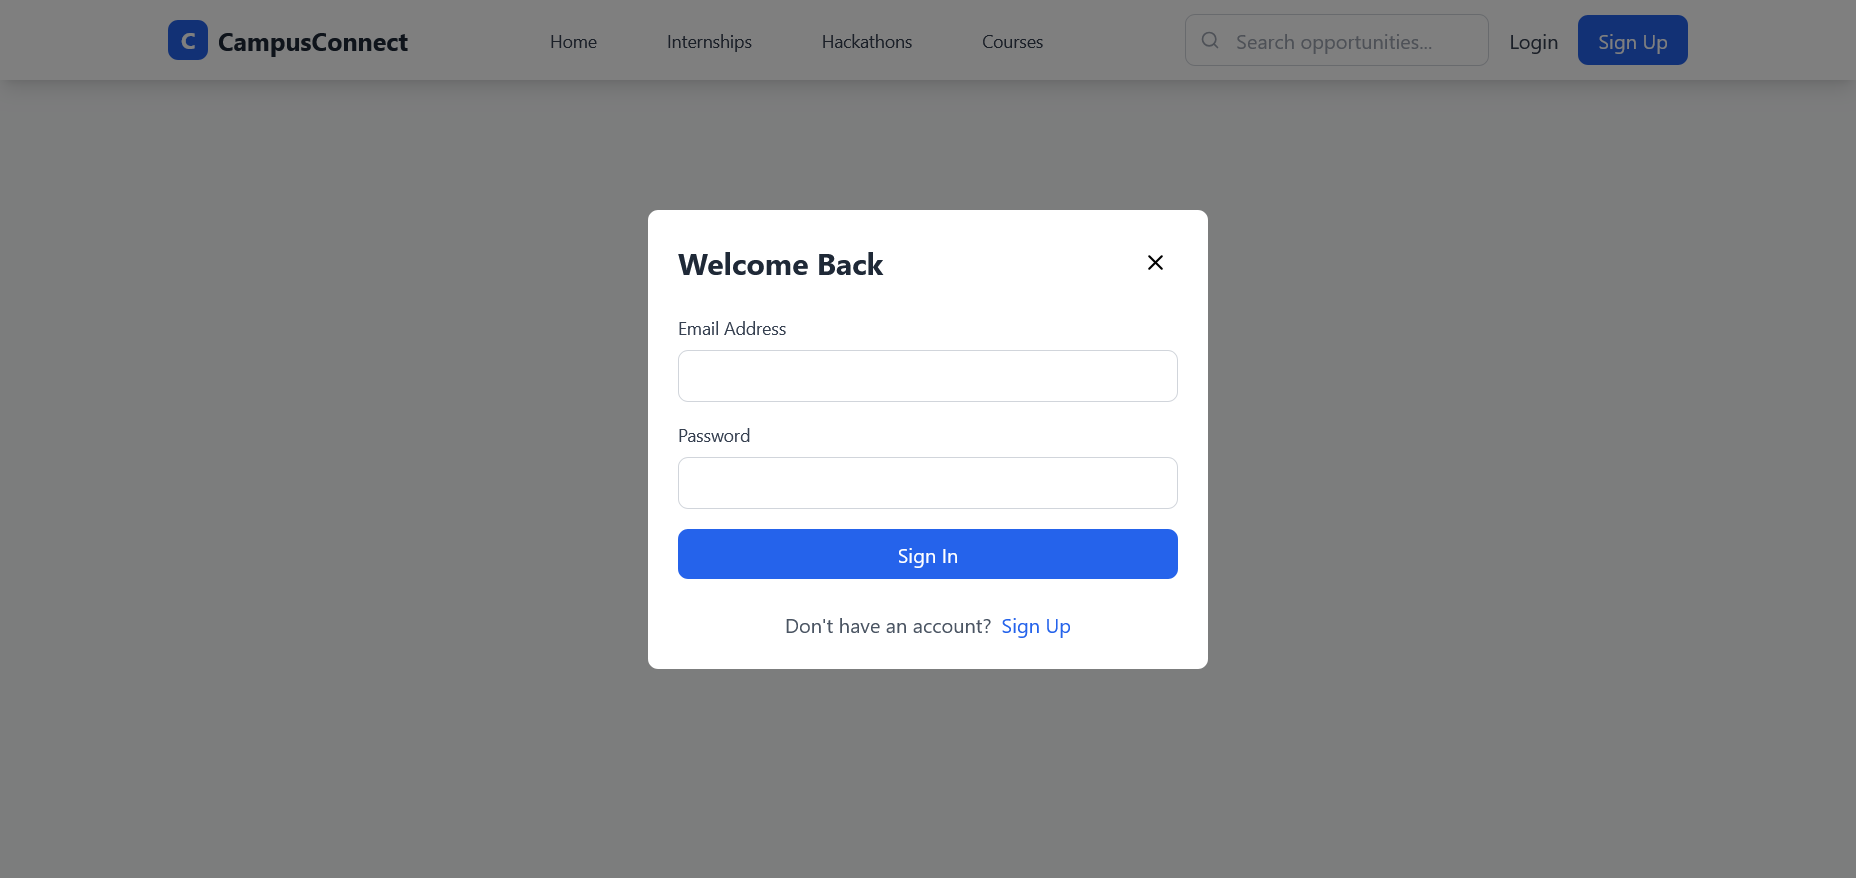 C CampusConnect Home Internships Hackathons Courses Search opportunities... Login Sign Up
Welcome Back
Email Address
Password
Sign In
Don't have an account? Sign Up